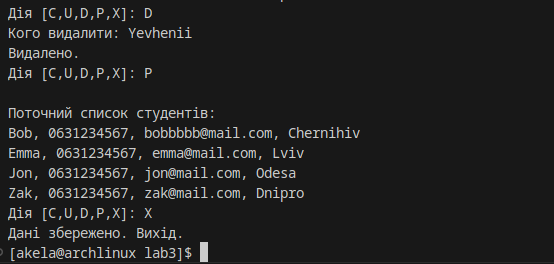 Дія [C,U,D,P,X]: D
Кого видалити: Yevhenii
Видалено.
Дія [C,U,D,P,X]: P
Поточний список студентів:
Bob, 0631234567, bobbbbb@mail.com, Chernihiv
Emma, 0631234567, emma@mail.com, Lviv
Jon, 0631234567, jon@mail.com, Odesa
Zak, 0631234567, zak@mail.com, Dnipro
Дія [C,U,D,P,X]: X
Дані збережено. Вихід.
[akela@archlinux lab3]$